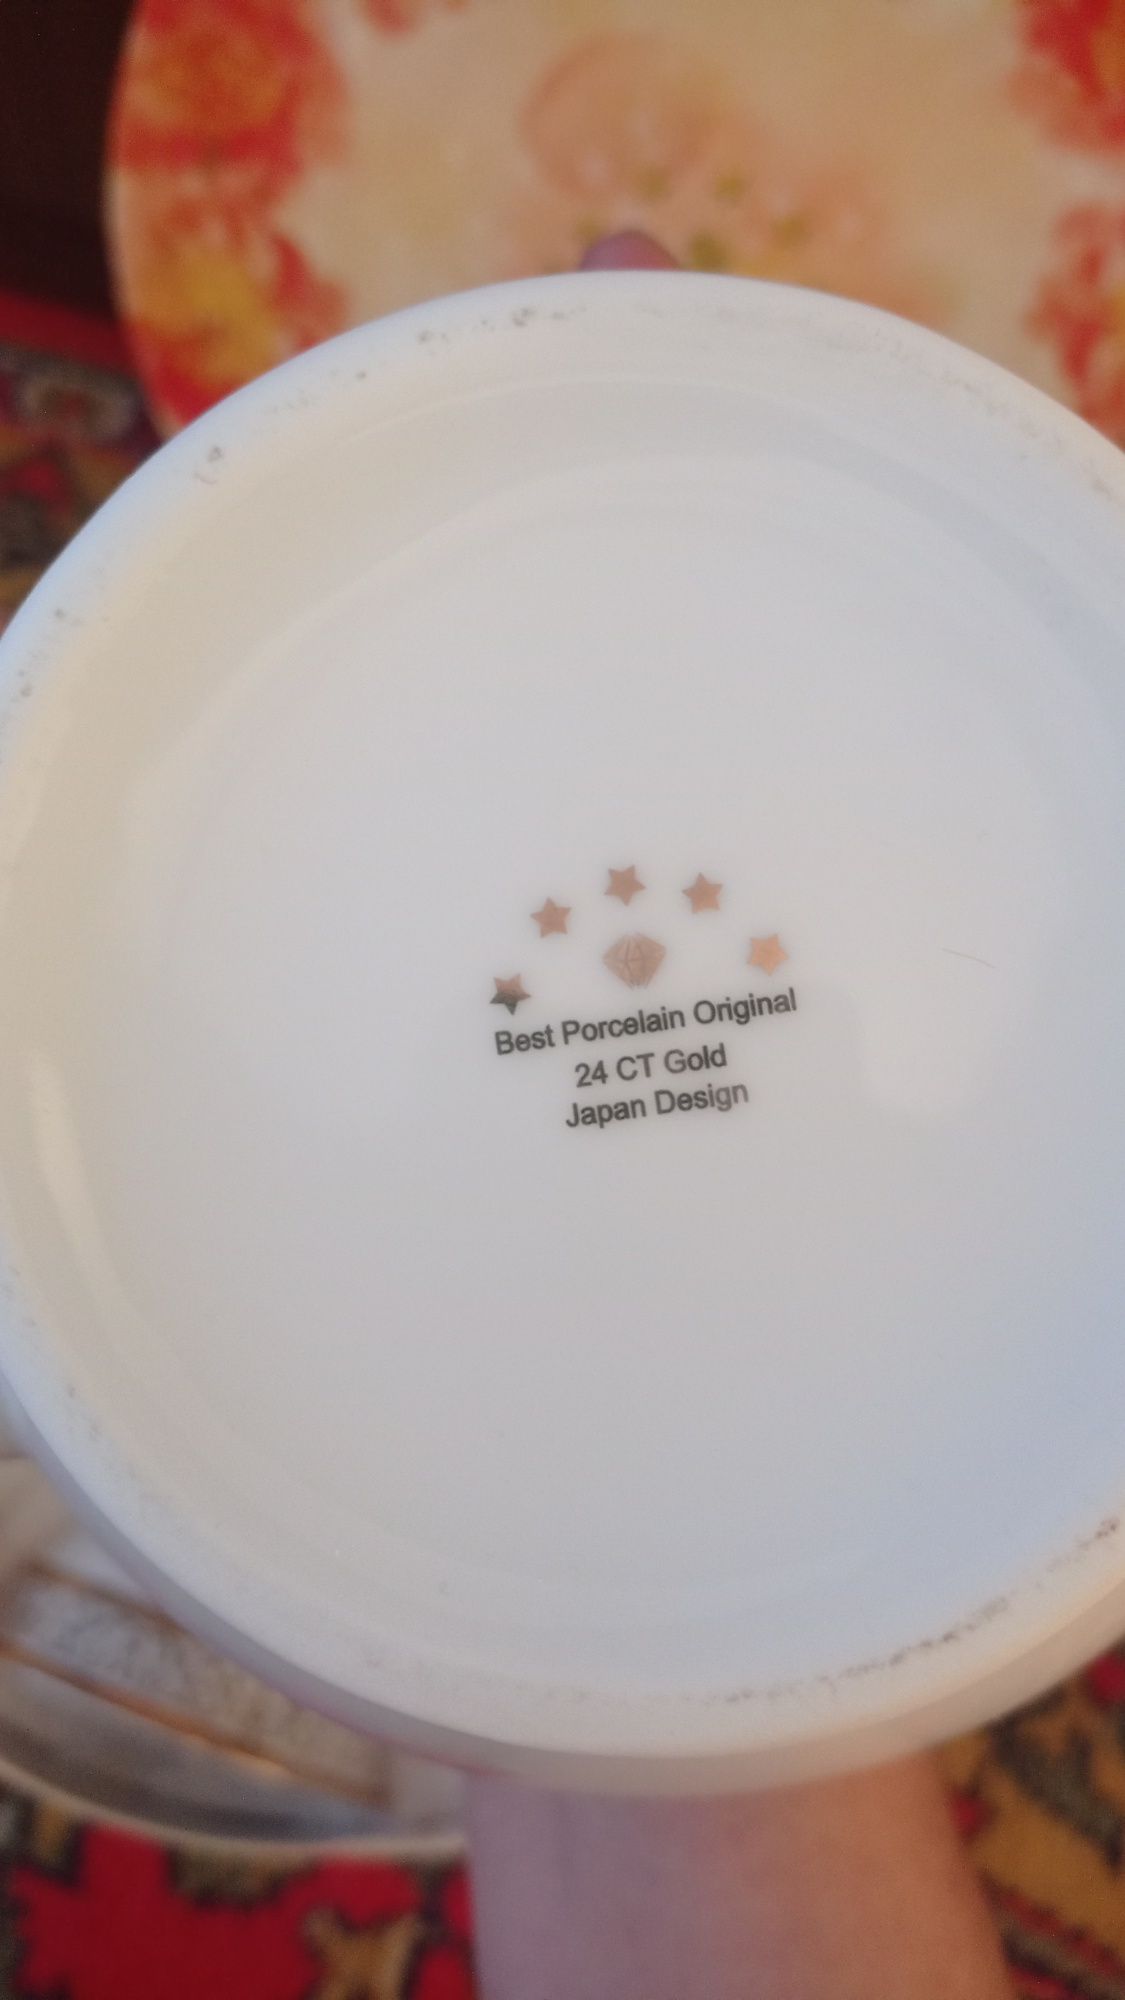 Best Porcelain Original
24 CT Gold
Japan Design